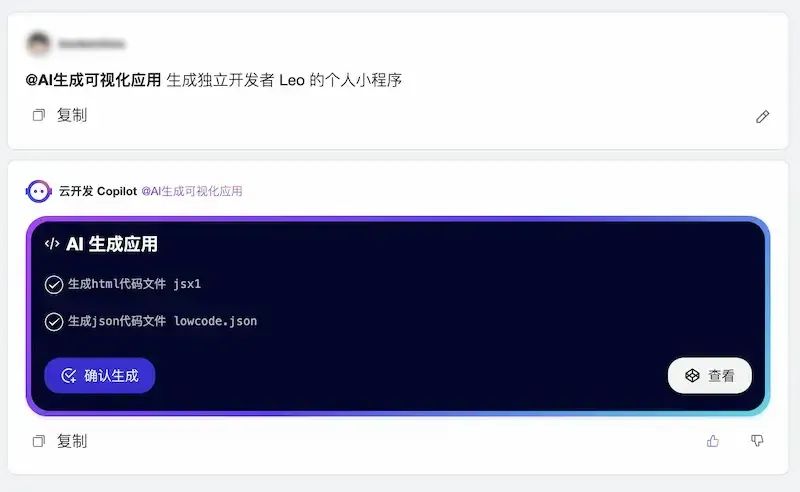 @AI生成可视化应用 生成独立开发者 Leo 的个人小程序
复制
云开发 Copilot @AI生成可视化应用
</> AI 生成应用
生成html代码文件 jsx1
生成json代码文件 lowcode.json
确认生成
查看
复制